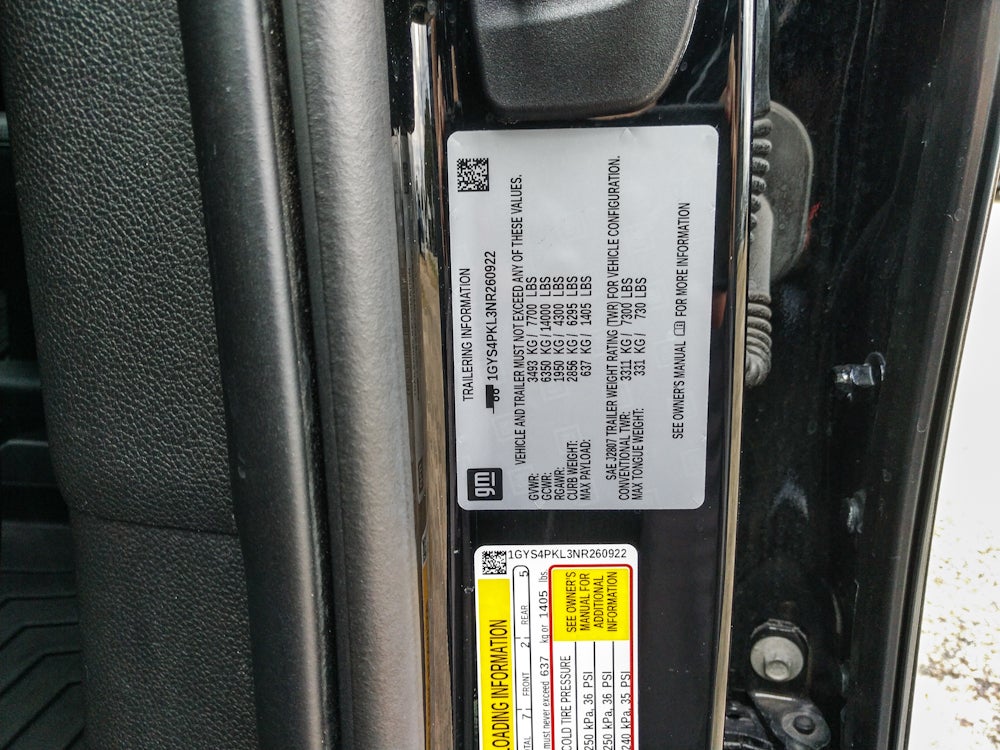 gm
TRAILERING INFORMATION
1GYS4PKL3NR260922
VEHICLE AND TRAILER MUST NOT EXCEED ANY OF THESE VALUES.
GVWR: 3493 KG / 7700 LBS
GCWR: 6350 KG / 14000 LBS
RGAWR: 1950 KG / 4300 LBS
CURB WEIGHT: 2856 KG / 6295 LBS
MAX PAYLOAD: 637 KG / 1405 LBS
SAE J2807 TRAILER WEIGHT RATING (TWR) FOR VEHICLE CONFIGURATION.
CONVENTIONAL TWR: 3311 KG / 7300 LBS
MAX TONGUE WEIGHT: 331 KG / 730 LBS
SEE OWNER'S MANUAL FOR MORE INFORMATION
1GYS4PKL3NR260922
LOADING INFORMATION
7 FRONT 2 REAR 5
must never exceed 637 kg or 1405 lbs
COLD TIRE PRESSURE
250 kPa, 36 PSI
250 kPa, 36 PSI
240 kPa, 35 PSI
SEE OWNER'S
MANUAL FOR
ADDITIONAL
INFORMATION